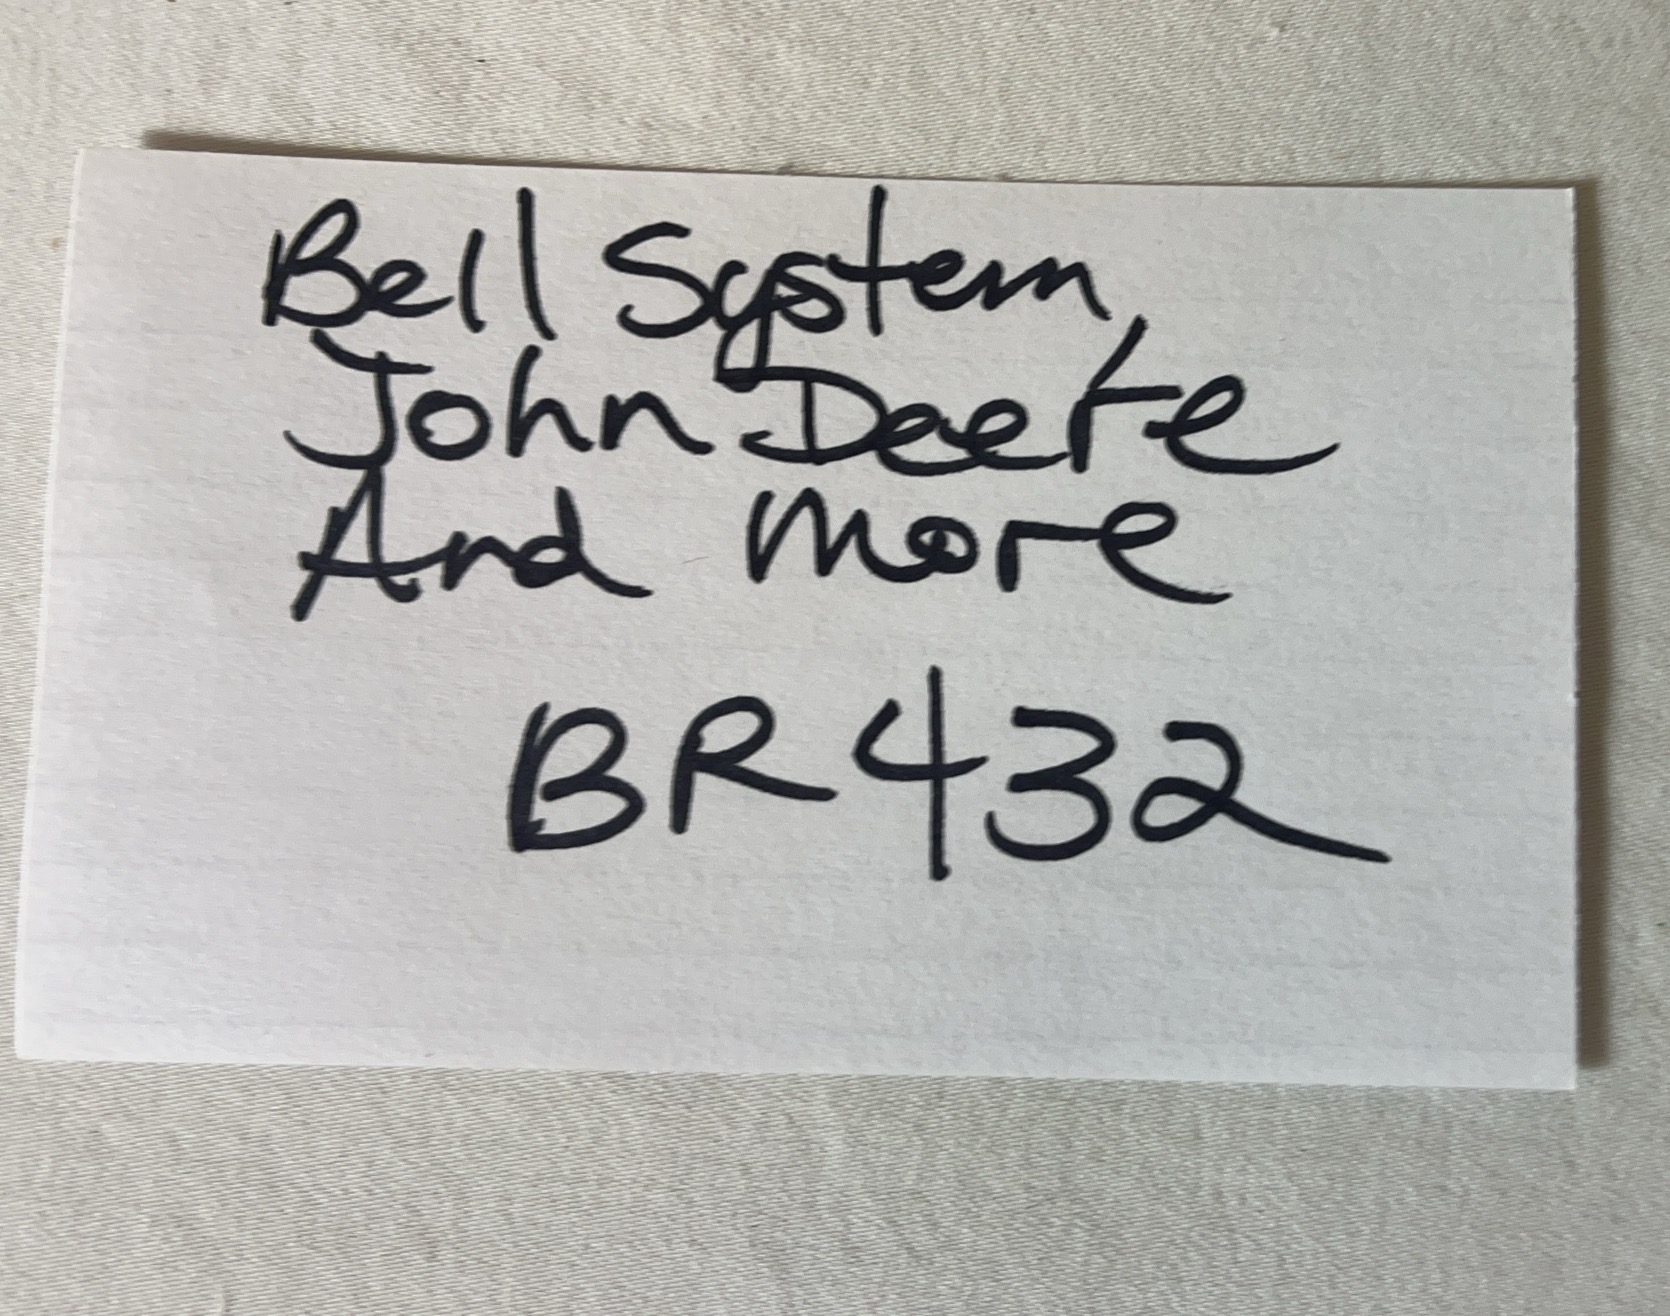 Bell System,
John Deere
And More
BR432